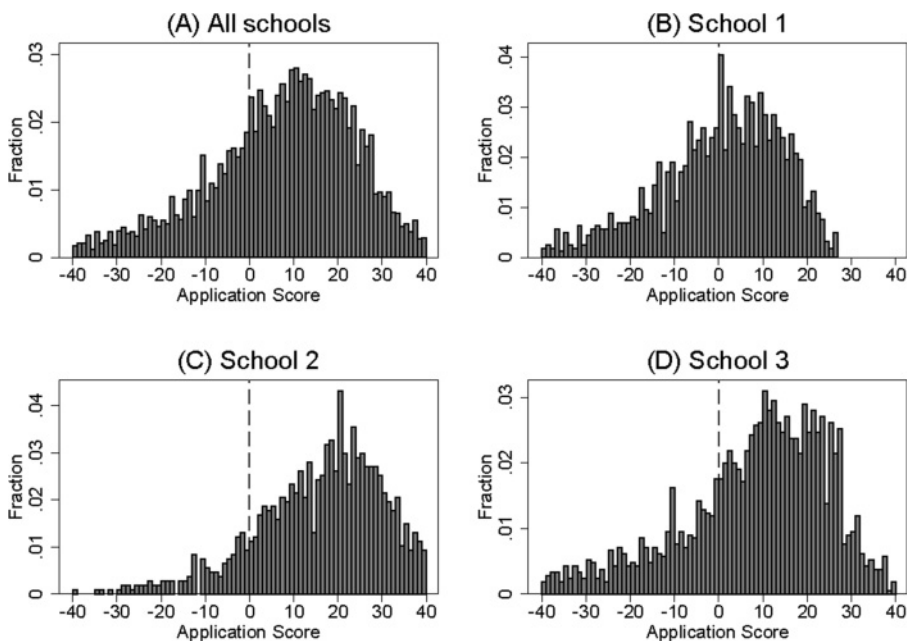 (A) All schools
Fraction
.03
.02
.01
0
-40 -30 -20 -10 0 10 20 30 40
Application Score
(B) School 1
Fraction
.04
.03
.02
.01
0
-40 -30 -20 -10 0 10 20 30 40
Application Score
(C) School 2
Fraction
.04
.03
.02
.01
0
-40 -30 -20 -10 0 10 20 30 40
Application Score
(D) School 3
Fraction
.03
.02
.01
0
-40 -30 -20 -10 0 10 20 30 40
Application Score